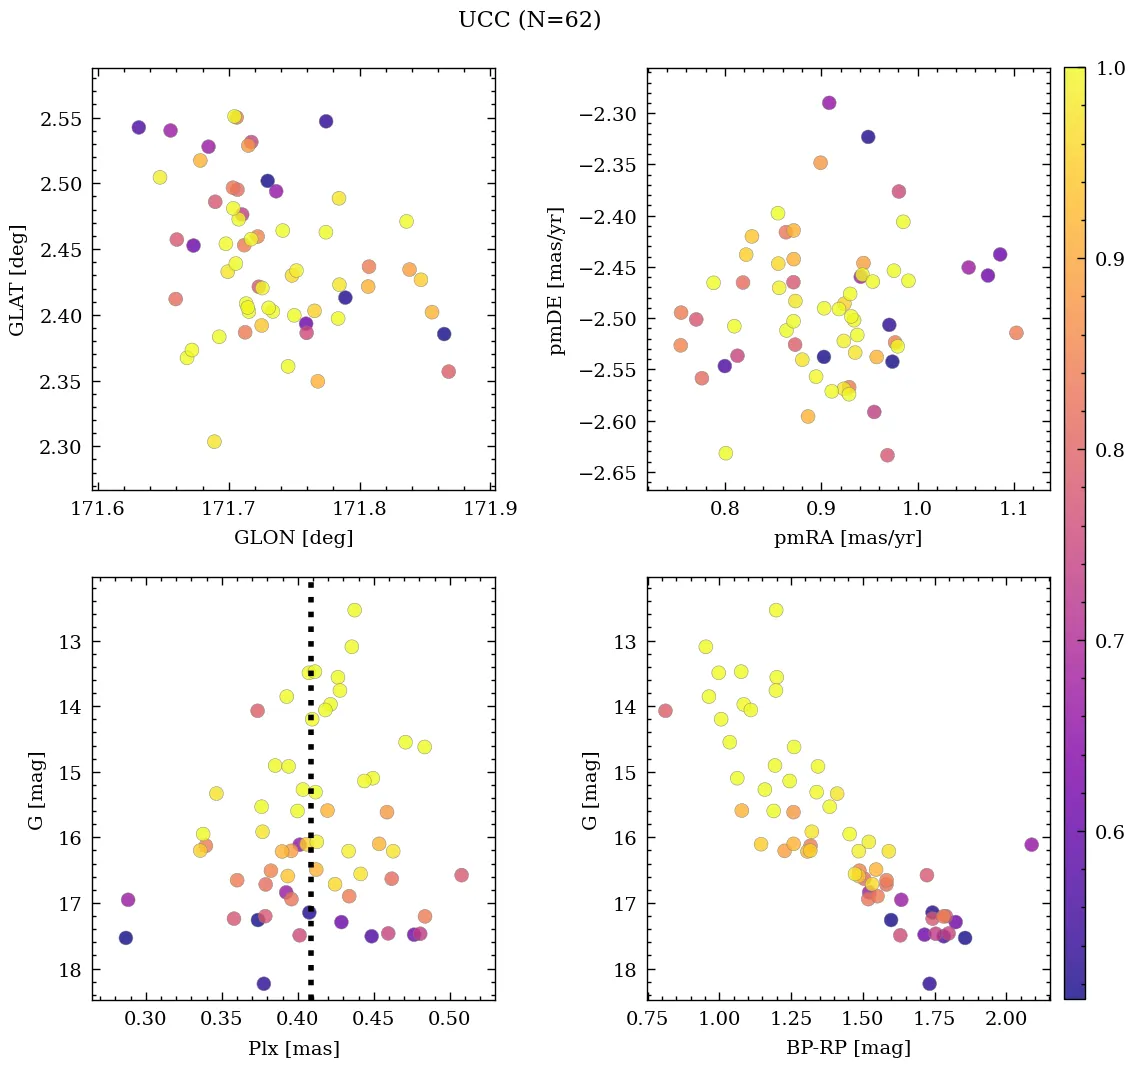 UCC (N=62)
2.55
2.50
2.45
2.40
2.35
2.30
GLAT [deg]
171.6 171.7 171.8 171.9
GLON [deg]
−2.30
−2.35
−2.40
−2.45
−2.50
−2.55
−2.60
−2.65
pmDE [mas/yr]
0.8 0.9 1.0 1.1
pmRA [mas/yr]
1.0
0.9
0.8
0.7
0.6
13
14
15
16
17
18
G [mag]
0.30 0.35 0.40 0.45 0.50
Plx [mas]
13
14
15
16
17
18
G [mag]
0.75 1.00 1.25 1.50 1.75 2.00
BP-RP [mag]